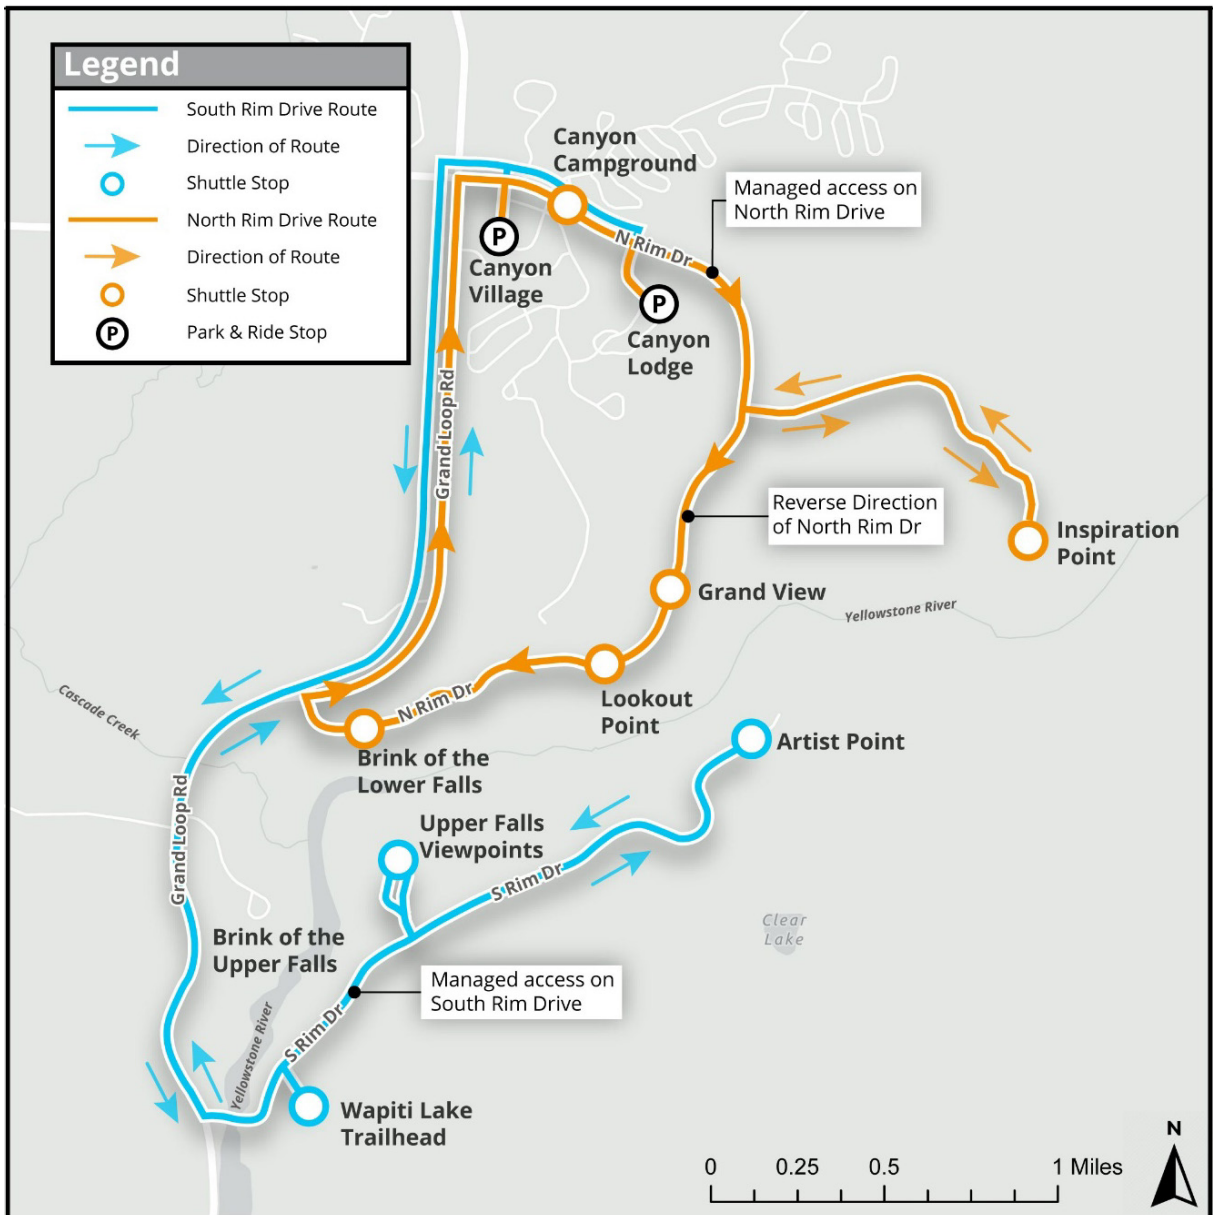 Legend
South Rim Drive Route
Direction of Route
Shuttle Stop
North Rim Drive Route
Direction of Route
Shuttle Stop
P
Park & Ride Stop
Canyon
Campground
Managed access on
North Rim Drive
N Rim Dr
P
Canyon
Village
P
Canyon
Lodge
Grand Loop Rd
Reverse Direction
of North Rim Dr
Inspiration
Point
Grand View
Yellowstone River
Lookout
Point
N Rim Dr
Cascade Creek
Brink of the
Lower Falls
Artist Point
Grand Loop Rd
Upper Falls
Viewpoints
S Rim Dr
Clear
Lake
Brink of the
Upper Falls
Managed access on
South Rim Drive
S Rim Dr
Yellowstone River
Wapiti Lake
Trailhead
N
0 0.25 0.5 1 Miles